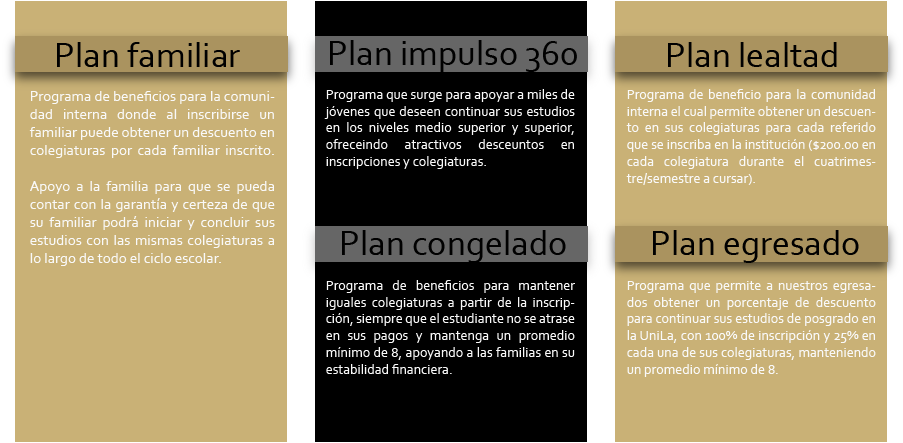 Plan familiar
Programa de beneficios para la comuni-
dad interna donde al inscribirse un
familiar puede obtener un descuento en
colegiaturas por cada familiar inscrito.
Apoyo a la familia para que se pueda
contar con la garantía y certeza de que
su familiar podrá iniciar y concluir sus
estudios con las mismas colegiaturas a
lo largo de todo el ciclo escolar.
Plan impulso 360
Programa que surge para apoyar a miles de
jóvenes que deseen continuar sus estudios
en los niveles medio superior y superior,
ofreceindo atractivos desceuntos en
inscripciones y colegiaturas.
Plan congelado
Programa de beneficios para mantener
iguales colegiaturas a partir de la inscrip-
ción, siempre que el estudiante no se atrase
en sus pagos y mantenga un promedio
mínimo de 8, apoyando a las familias en su
estabilidad financiera.
Plan lealtad
Programa de beneficio para la comunidad
interna el cual permite obtener un descuen-
to en sus colegiaturas para cada referido
que se inscriba en la institución ($200.00 en
cada colegiatura durante el cuatrimes-
tre/semestre a cursar).
Plan egresado
Programa que permite a nuestros egresa-
dos obtener un porcentaje de descuento
para continuar sus estudios de posgrado en
la UniLa, con 100% de inscripción y 25% en
cada una de sus colegiaturas, manteniendo
un promedio mínimo de 8.